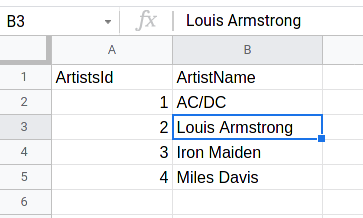 B3 fx Louis Armstrong
A B
1 ArtistsId ArtistName
2 1 AC/DC
3 2 Louis Armstrong
4 3 Iron Maiden
5 4 Miles Davis
6